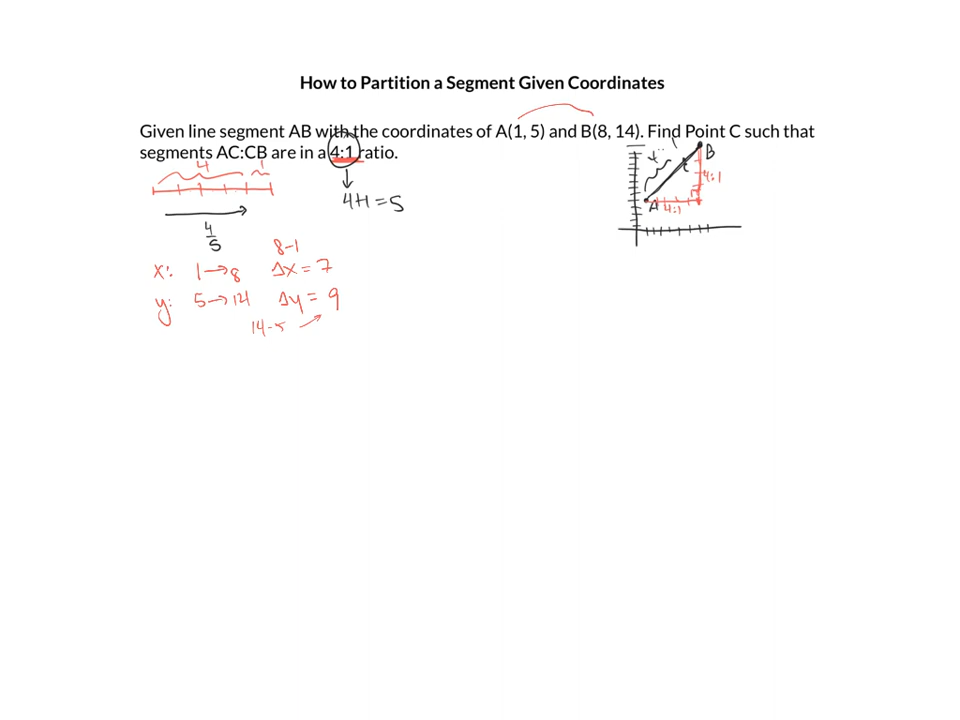 How to Partition a Segment Given Coordinates
Given line segment AB with the coordinates of A(1, 5) and B(8, 14). Find Point C such that
segments AC:CB are in a 4:1 ratio.
4 1
4+1 = 5
4/5
8-1
x: 1→8 Δx = 7
y: 5→14 Δy = 9
14-5
B
C
4:1
A
4:1